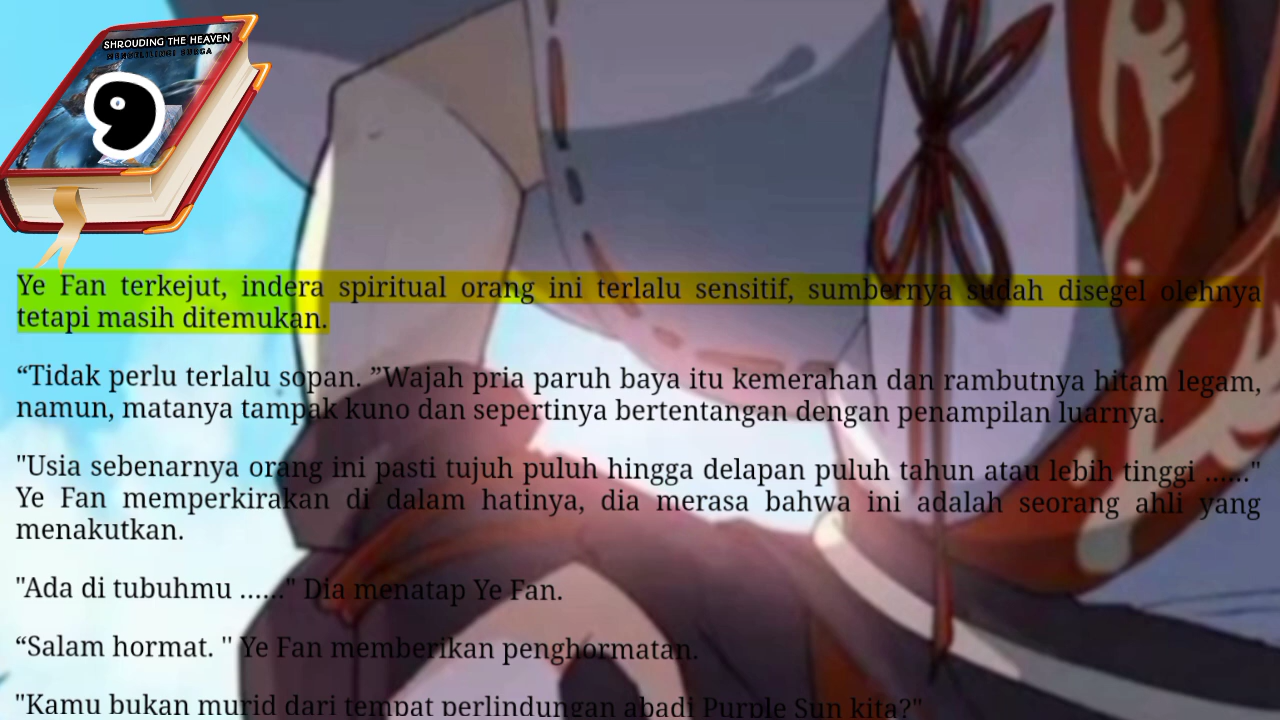 SHROUDING THE HEAVEN
9
Ye Fan terkejut, indera spiritual orang ini terlalu sensitif, sumbernya sudah disegel olehnya
tetapi masih ditemukan.
“Tidak perlu terlalu sopan. ”Wajah pria paruh baya itu kemerahan dan rambutnya hitam legam,
namun, matanya tampak kuno dan sepertinya bertentangan dengan penampilan luarnya.
"Usia sebenarnya orang ini pasti tujuh puluh hingga delapan puluh tahun atau lebih tinggi ......"
Ye Fan memperkirakan di dalam hatinya, dia merasa bahwa ini adalah seorang ahli yang
menakutkan.
"Ada di tubuhmu ......" Dia menatap Ye Fan.
“Salam hormat. " Ye Fan memberikan penghormatan.
"Kamu bukan murid dari tempat perlindungan abadi Purple Sun kita?"